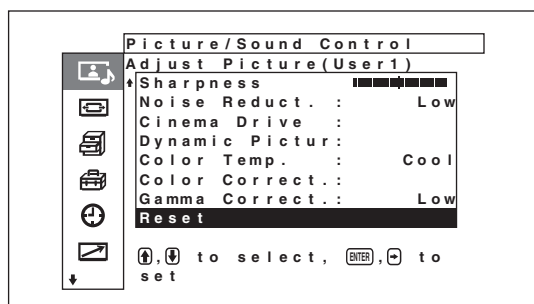 Picture/Sound Control
Adjust Picture(User1)
Sharpness
Noise Reduct. : Low
Cinema Drive :
Dynamic Pictur:
Color Temp. : Cool
Color Correct.:
Gamma Correct.: Low
Reset
, to select, ENTER , to
set